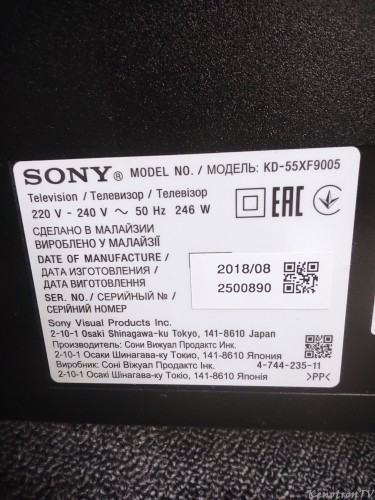 SONY® MODEL NO. / МОДЕЛЬ: KD-55XF9005
Television / Телевизор / Телевізор
220 V - 240 V ~ 50 Hz 246 W
EAC
СДЕЛАНО В МАЛАЙЗИИ
ВИРОБЛЕНО У МАЛАЙЗІЇ
DATE OF MANUFACTURE /
ДАТА ИЗГОТОВЛЕНИЯ /
ДАТА ВИГОТОВЛЕННЯ
2018/08
SER. NO. / СЕРИЙНЫЙ № /
СЕРІЙНИЙ НОМЕР
2500890
Sony Visual Products Inc.
2-10-1 Osaki Shinagawa-ku Tokyo, 141-8610 Japan
Производитель: Сони Вижуал Продактс Инк.
2-10-1 Осаки Шинагава-ку Токио, 141-8610 Япония
Виробник: Соні Віжуал Продактс Інк. 4-744-235-11
2-10-1 Осакі Шінагава-ку Токіо, 141-8610 Японія >PP<
KenotronTV